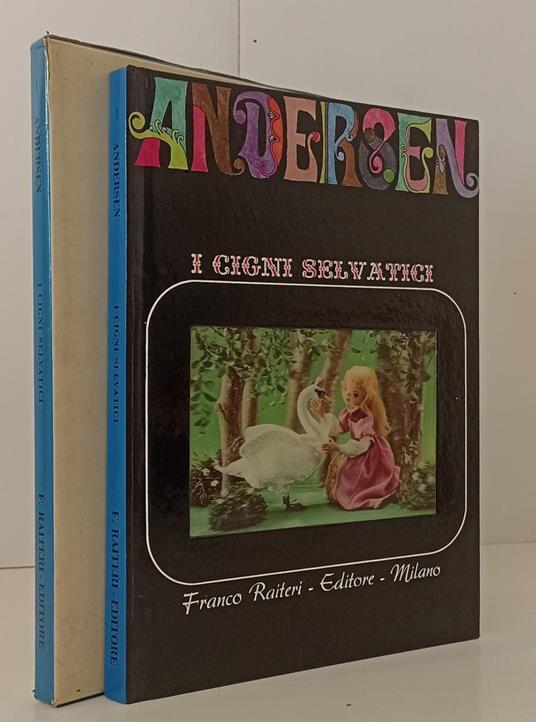 I ANDERSEN I CIGNI SELVATICI F. RAITERI - EDITORE
I ANDERSEN I CIGNI SELVATICI F. RAITERI - EDITORE
ANDERSEN
I CIGNI SELVATICI
Franco Raiteri - Editore - Milano